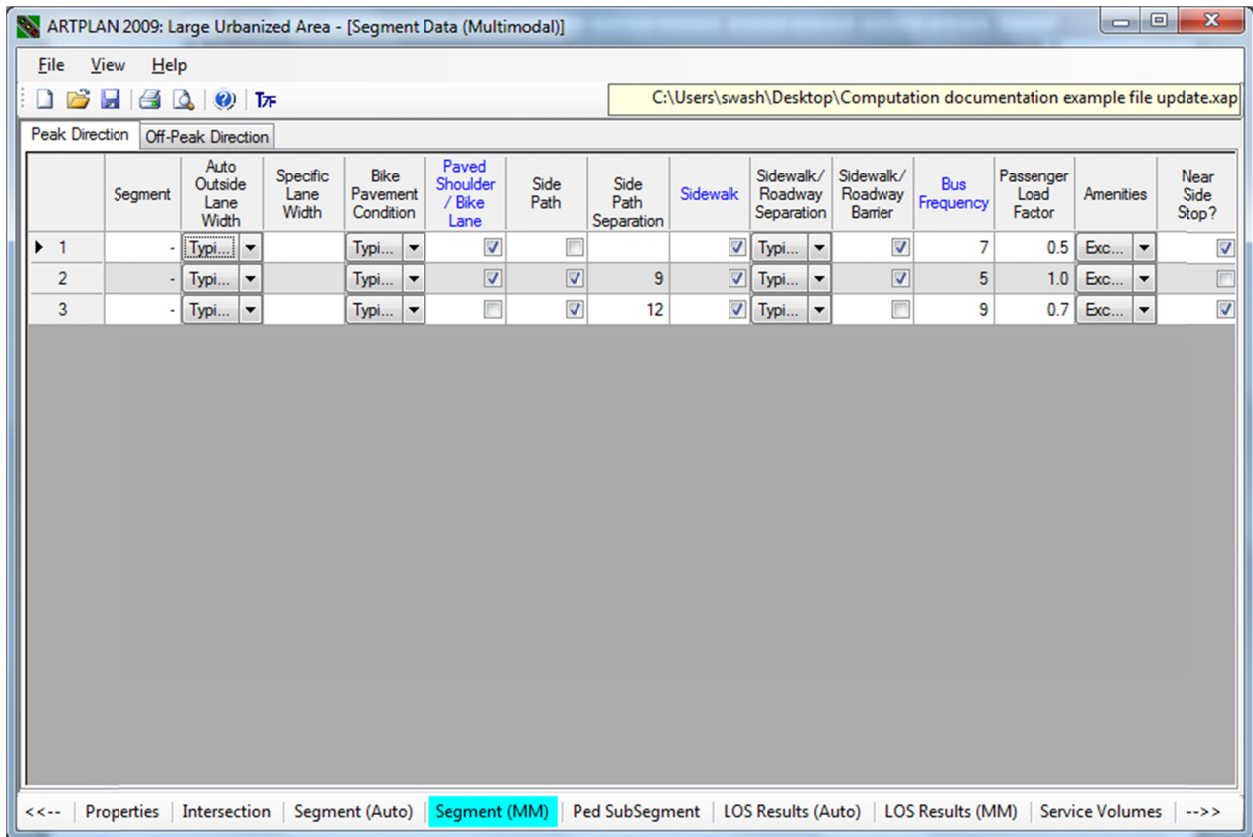 ARTPLAN 2009: Large Urbanized Area - [Segment Data (Multimodal)]
File View Help
T7F
C:\Users\swash\Desktop\Computation documentation example file update.xap
Peak Direction Off-Peak Direction
Segment Auto Outside Lane Width Specific Lane Width Bike Pavement Condition Paved Shoulder / Bike Lane Side Path Side Path Separation Sidewalk Sidewalk/ Roadway Separation Sidewalk/ Roadway Barrier Bus Frequency Passenger Load Factor Amenities Near Side Stop?
1 - Typi... Typi... Typi... 7 0.5 Exc...
2 - Typi... Typi... 9 Typi... 5 1.0 Exc...
3 - Typi... Typi... 12 Typi... 9 0.7 Exc...
<<-- Properties Intersection Segment (Auto) Segment (MM) Ped SubSegment LOS Results (Auto) LOS Results (MM) Service Volumes -->>